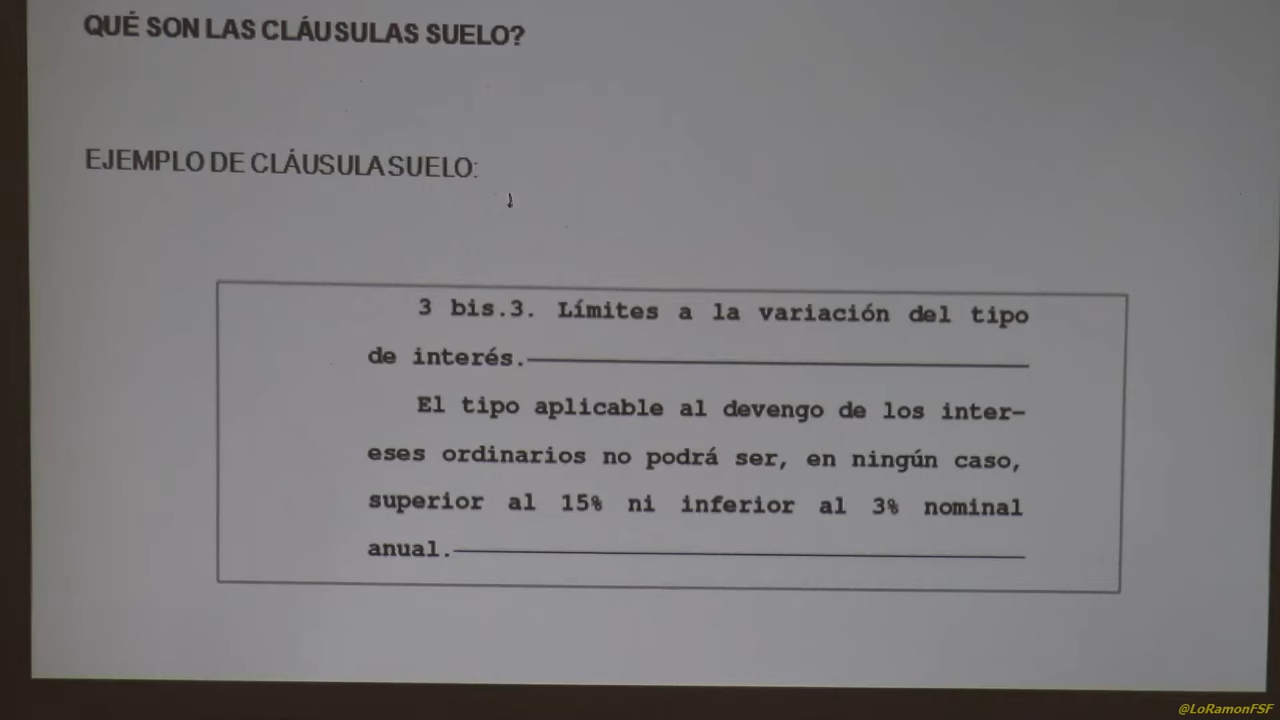 QUÉ SON LAS CLÁUSULAS SUELO?
EJEMPLO DE CLÁUSULA SUELO:
3 bis.3. Límites a la variación del tipo
de interés.
El tipo aplicable al devengo de los inter-
eses ordinarios no podrá ser, en ningún caso,
superior al 15% ni inferior al 3% nominal
anual.
@LoRamonFSF